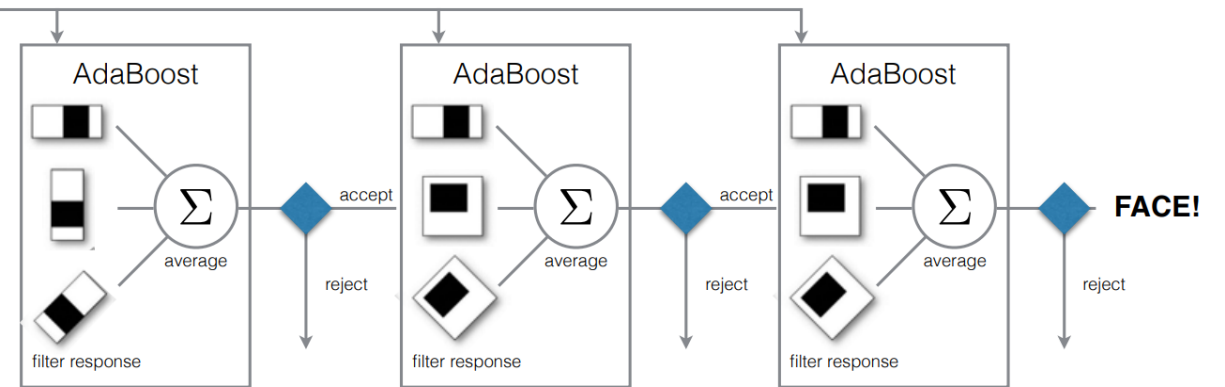 AdaBoost
Σ
average
filter response
accept
reject
AdaBoost
Σ
average
filter response
accept
reject
AdaBoost
Σ
average
filter response
FACE!
reject